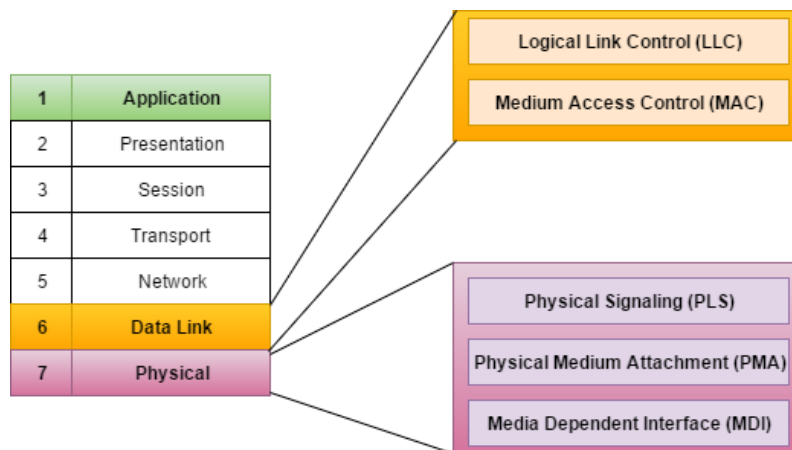 1 Application
2 Presentation
3 Session
4 Transport
5 Network
6 Data Link
7 Physical
Logical Link Control (LLC)
Medium Access Control (MAC)
Physical Signaling (PLS)
Physical Medium Attachment (PMA)
Media Dependent Interface (MDI)